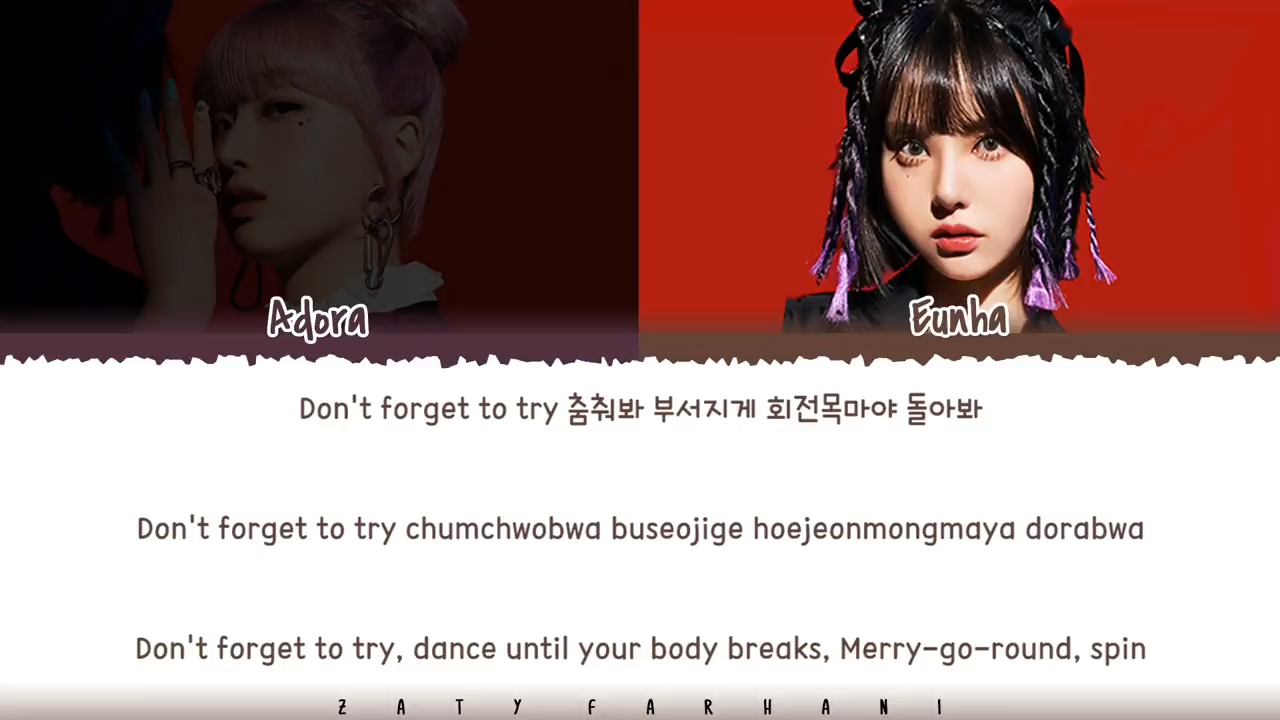 Adora
Eunha
Don't forget to try 춤춰봐 부서지게 회전목마야 돌아봐
Don't forget to try chumchwobwa buseojige hoejeonmongmaya dorabwa
Don't forget to try, dance until your body breaks, Merry-go-round, spin
ZATY FARHANI